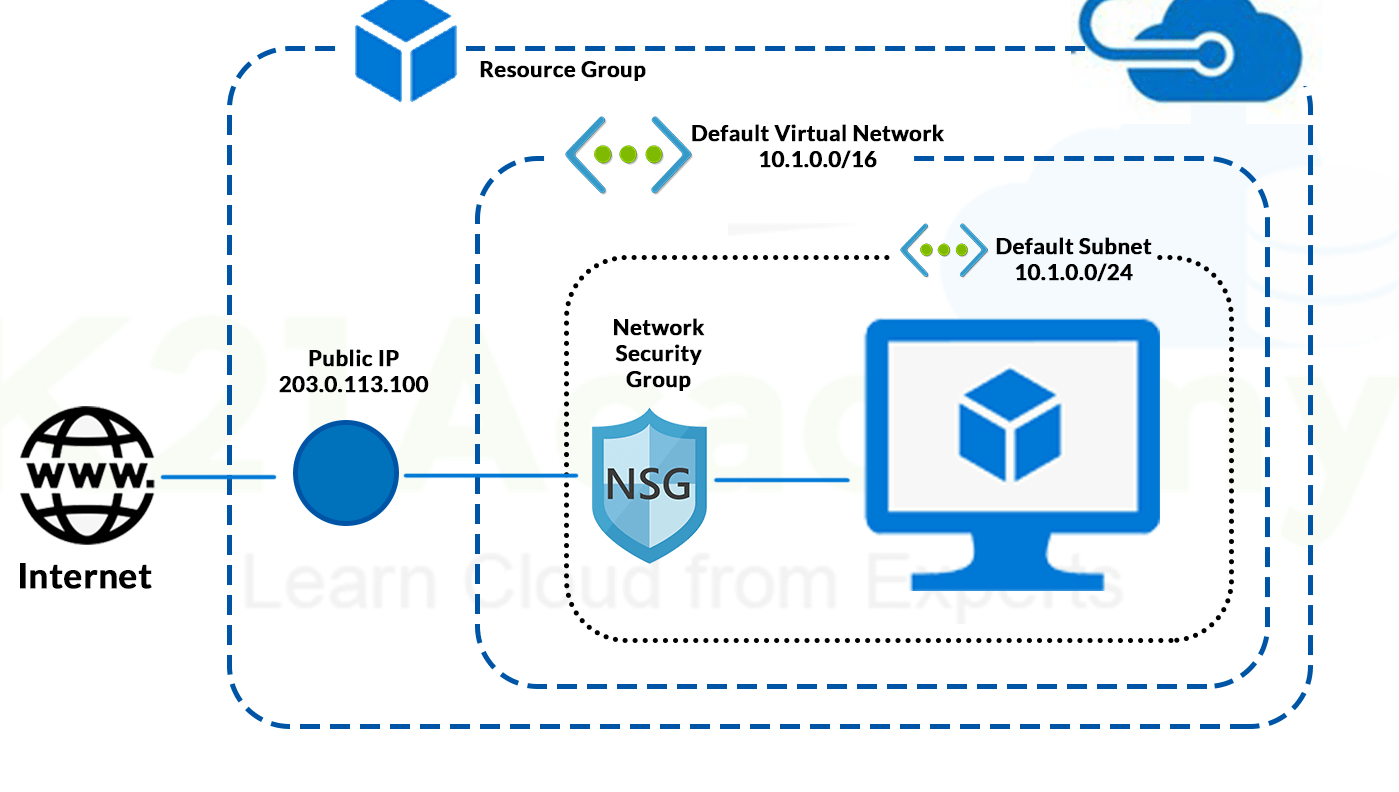 Resource Group
Default Virtual Network
10.1.0.0/16
Default Subnet
10.1.0.0/24
Network
Security
Group
Public IP
203.0.113.100
www.
NSG
Internet
K21Academy
Learn Cloud from Experts